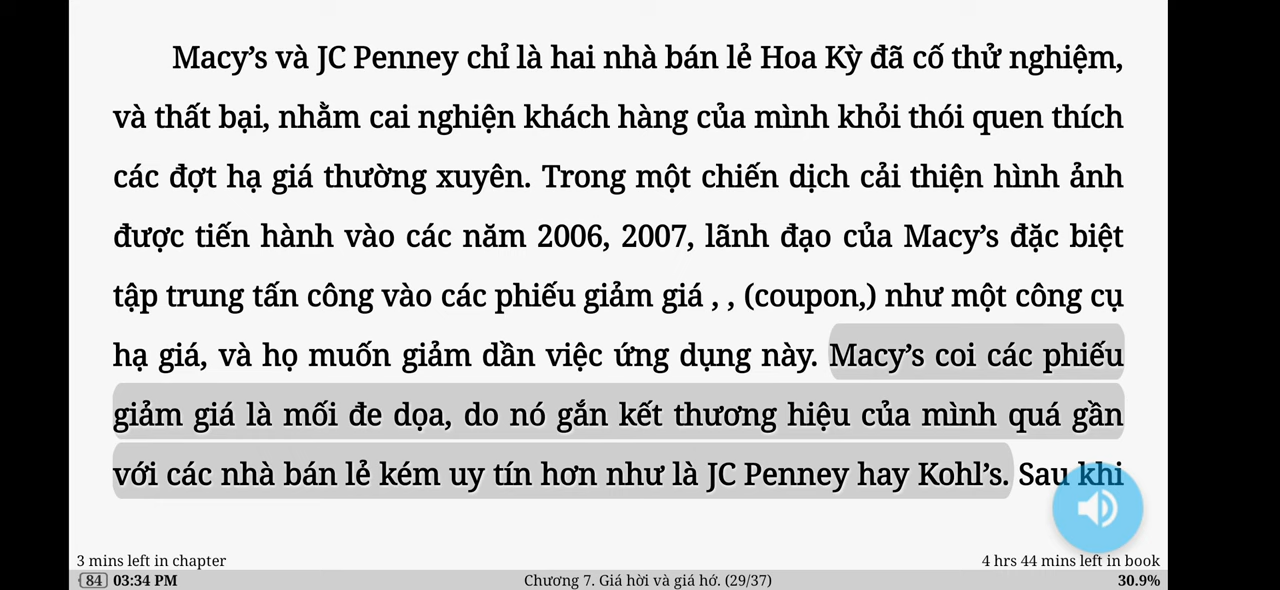 Macy’s và JC Penney chỉ là hai nhà bán lẻ Hoa Kỳ đã cố thử nghiệm,
và thất bại, nhằm cai nghiện khách hàng của mình khỏi thói quen thích
các đợt hạ giá thường xuyên. Trong một chiến dịch cải thiện hình ảnh
được tiến hành vào các năm 2006, 2007, lãnh đạo của Macy’s đặc biệt
tập trung tấn công vào các phiếu giảm giá , , (coupon,) như một công cụ
hạ giá, và họ muốn giảm dần việc ứng dụng này. Macy’s coi các phiếu
giảm giá là mối đe dọa, do nó gắn kết thương hiệu của mình quá gần
với các nhà bán lẻ kém uy tín hơn như là JC Penney hay Kohl’s. Sau khi
3 mins left in chapter 4 hrs 44 mins left in book
84 03:34 PM Chương 7. Giá hời và giá hớ. (29/37) 30.9%